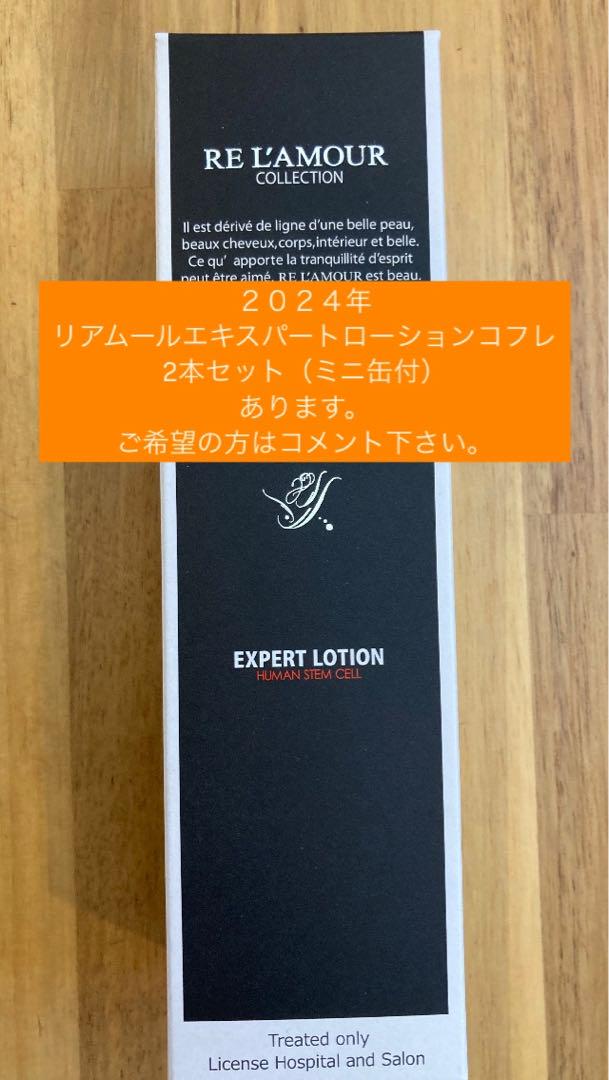 RE L'AMOUR
COLLECTION
Il est dérivé de ligne d'une belle peau,
beaux cheveux,corps,intérieur et belle.
Ce qu' apporte la tranquillité d'esprit
peut être aimé. RE L'AMOUR est beau.
２０２４年
リアムールエキスパートローションコフレ
2本セット（ミニ缶付）
あります。
ご希望の方はコメント下さい。
EXPERT LOTION
HUMAN STEM CELL
Treated only
License Hospital and Salon